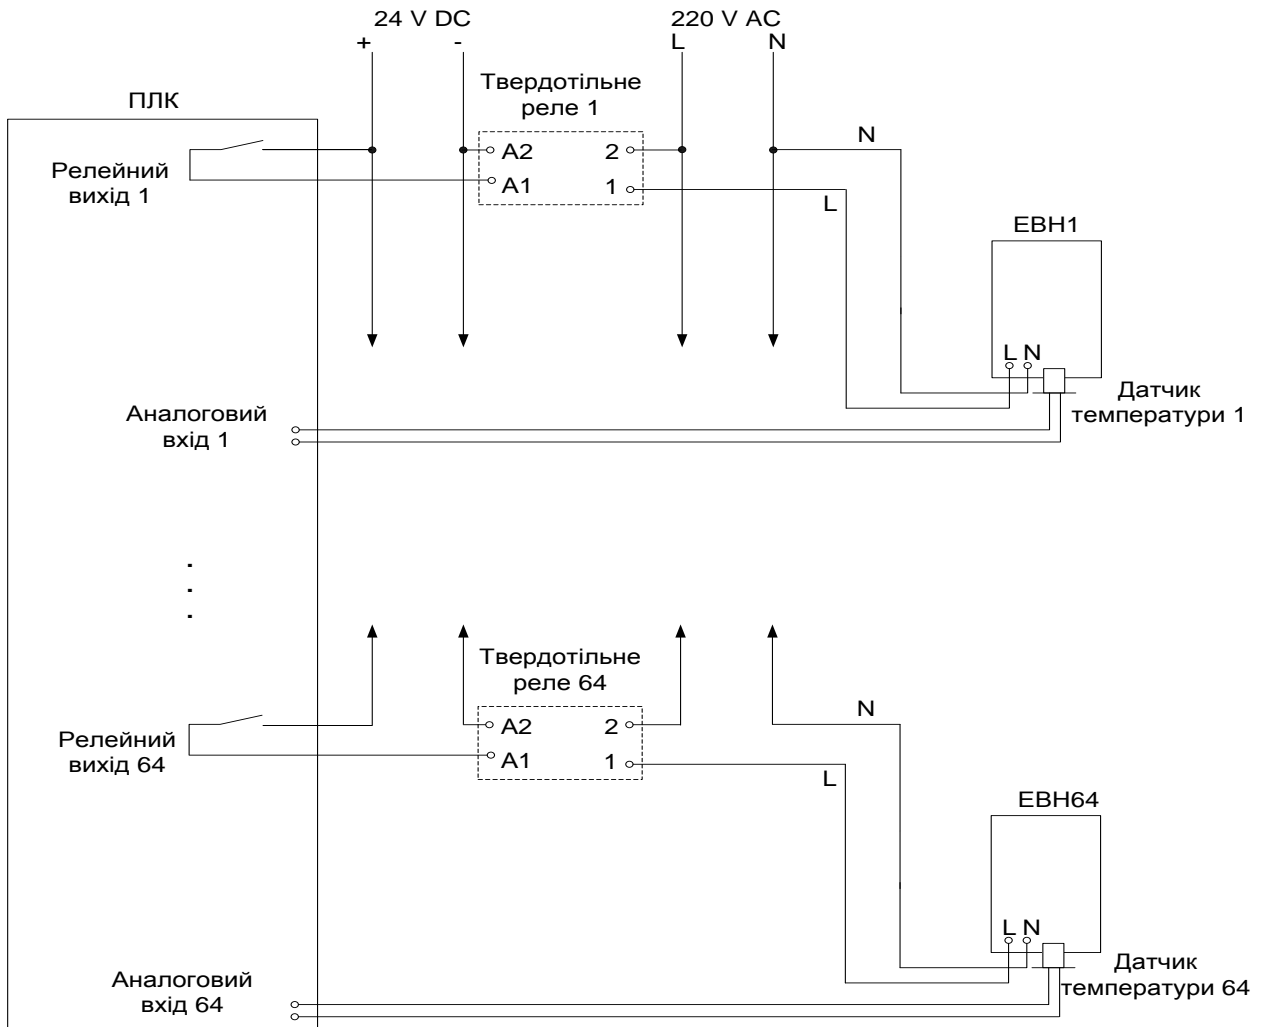 24 V DC
220 V AC
+
-
L
N
Твердотільне
реле 1
ПЛК
N
A2
2
Релейний
вихід 1
A1
1
L
ЕВН1
L N
Датчик
температури 1
Аналоговий
вхід 1
.
.
.
Твердотільне
реле 64
N
A2
2
Релейний
вихід 64
A1
1
L
ЕВН64
L N
Датчик
температури 64
Аналоговий
вхід 64